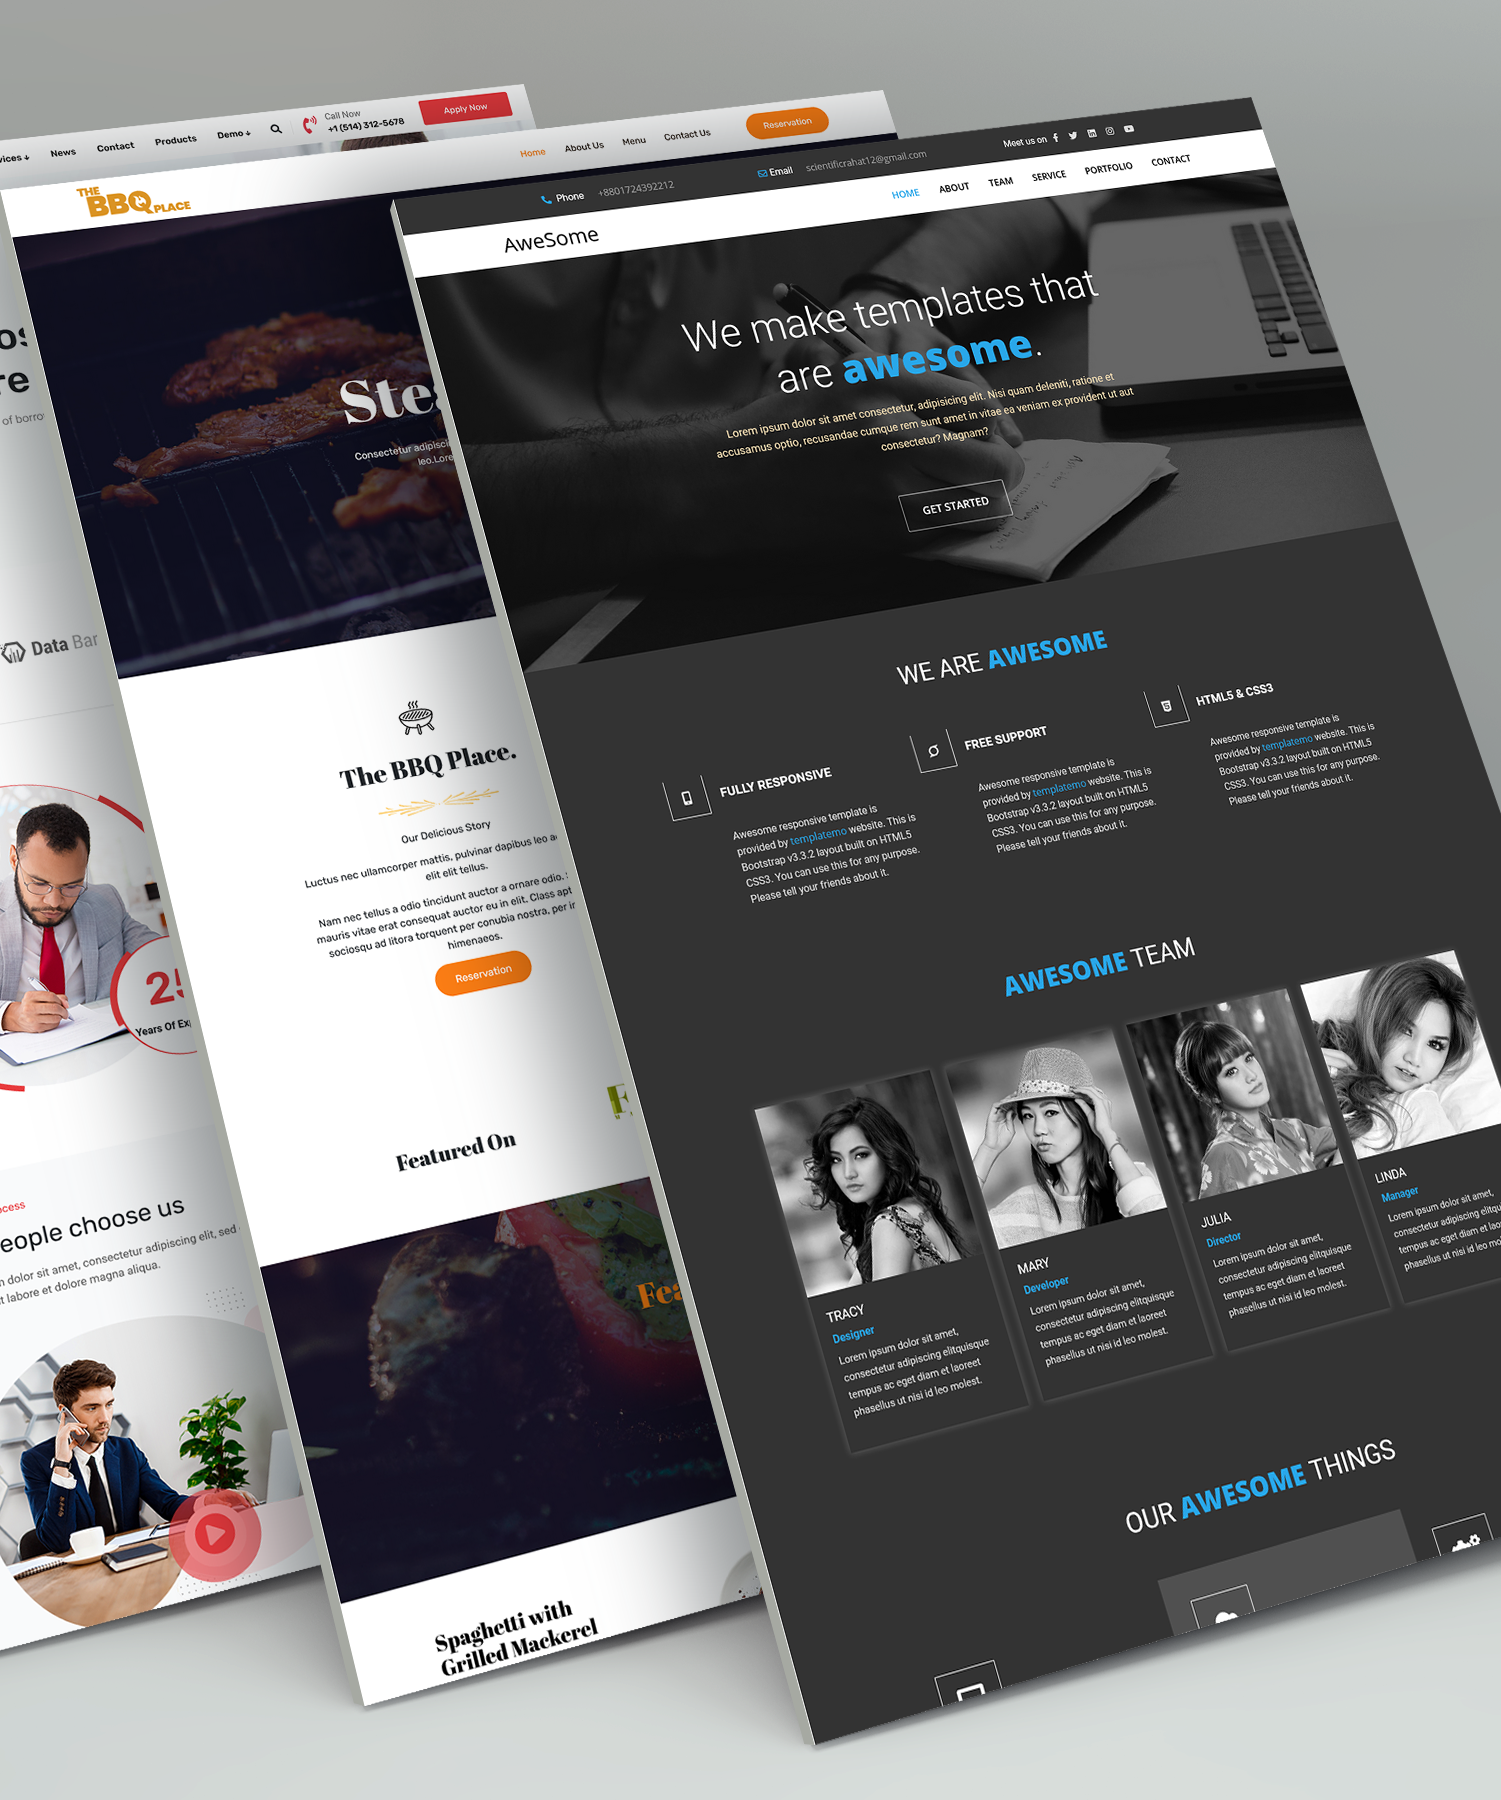 Call Now
+1 (514) 312-5678
Apply Now
News
Contact
Products
Demo
of
Data Bar
25
Years Of
eople choose us
dolor sit amet, consectetur adipiscing elit, sed
labore et dolore magna aliqua.
Home
About Us
Menu
Contact Us
Reservation
THE
BBQ
PLACE
Consectetur
The BBQ Place.
Our Delicious Story
Luctus nec ullamcorper mattis, pulvinar dapibus leo
elit elit tellus.
Nam nec tellus a odio tincidunt auctor a ornare odio.
mauris vitae erat consequat auctor eu in elit. Class
sociosqu ad litora torquent per conubia nostra, per
himenaeos.
Reservation
Featured On
Spaghetti with
Grilled Mackerel
Phone
+8801724392212
Email
scientificrahat12@gmail.com
Meet us on
AweSome
HOME
ABOUT
TEAM
SERVICE
PORTFOLIO
CONTACT
We make templates that
are awesome.
Lorem ipsum dolor sit amet consectetur, adipisicing elit. Nisi quam deleniti, ratione et
accusamus optio, recusandae cumque rem sunt amet in vitae ea veniam ex provident ut aut
consectetur? Magnam?
GET STARTED
WE ARE AWESOME
FULLY RESPONSIVE
Awesome responsive template is
provided by templatemo website. This is
Bootstrap v3.3.2 layout built on HTML5
CSS3. You can use this for any purpose.
Please tell your friends about it.
FREE SUPPORT
Awesome responsive template is
provided by templatemo website. This is
Bootstrap v3.3.2 layout built on HTML5
CSS3. You can use this for any purpose.
Please tell your friends about it.
HTML5 & CSS3
Awesome responsive template is
provided by templatemo website. This is
Bootstrap v3.3.2 layout built on HTML5
CSS3. You can use this for any purpose.
Please tell your friends about it.
AWESOME TEAM
TRACY
Designer
Lorem ipsum dolor sit amet,
consectetur adipiscing elitquisque
tempus ac eget diam et laoreet
phasellus ut nisi id leo molest.
MARY
Developer
Lorem ipsum dolor sit amet,
consectetur adipiscing elitquisque
tempus ac eget diam et laoreet
phasellus ut nisi id leo molest.
JULIA
Director
Lorem ipsum dolor sit amet,
consectetur adipiscing elitquisque
tempus ac eget diam et laoreet
phasellus ut nisi id leo molest.
LINDA
Manager
Lorem ipsum dolor sit amet,
consectetur adipiscing
tempus ac eget diam et
phasellus ut nisi id leo
OUR AWESOME THINGS